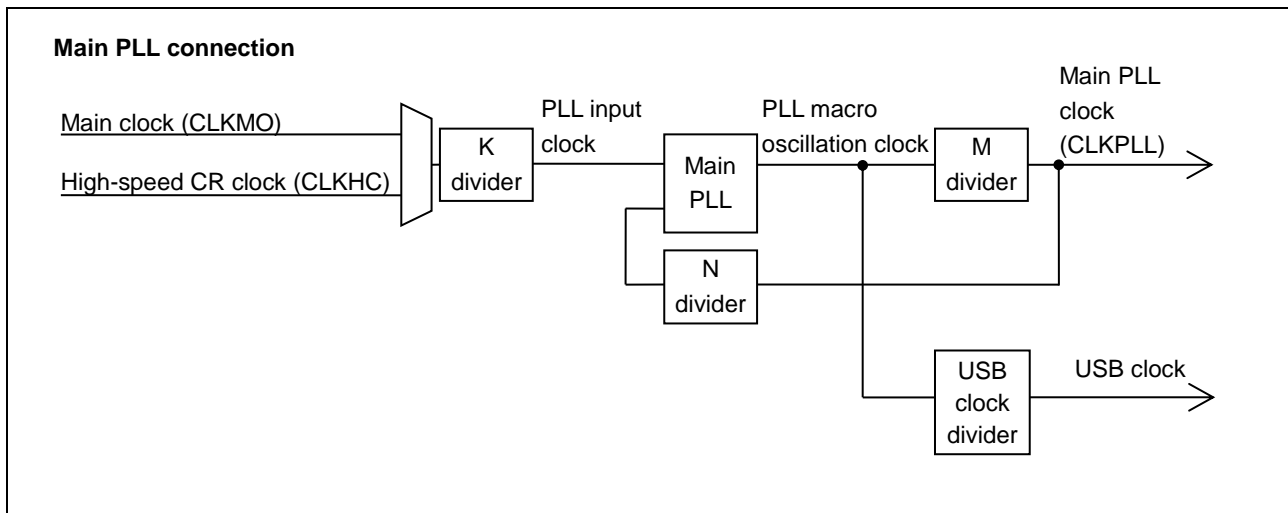 Main PLL connection
Main clock (CLKMO)
High-speed CR clock (CLKHC)
K
divider
PLL input
clock
Main
PLL
N
divider
PLL macro
oscillation clock
M
divider
Main PLL
clock
(CLKPLL)
USB
clock
divider
USB clock